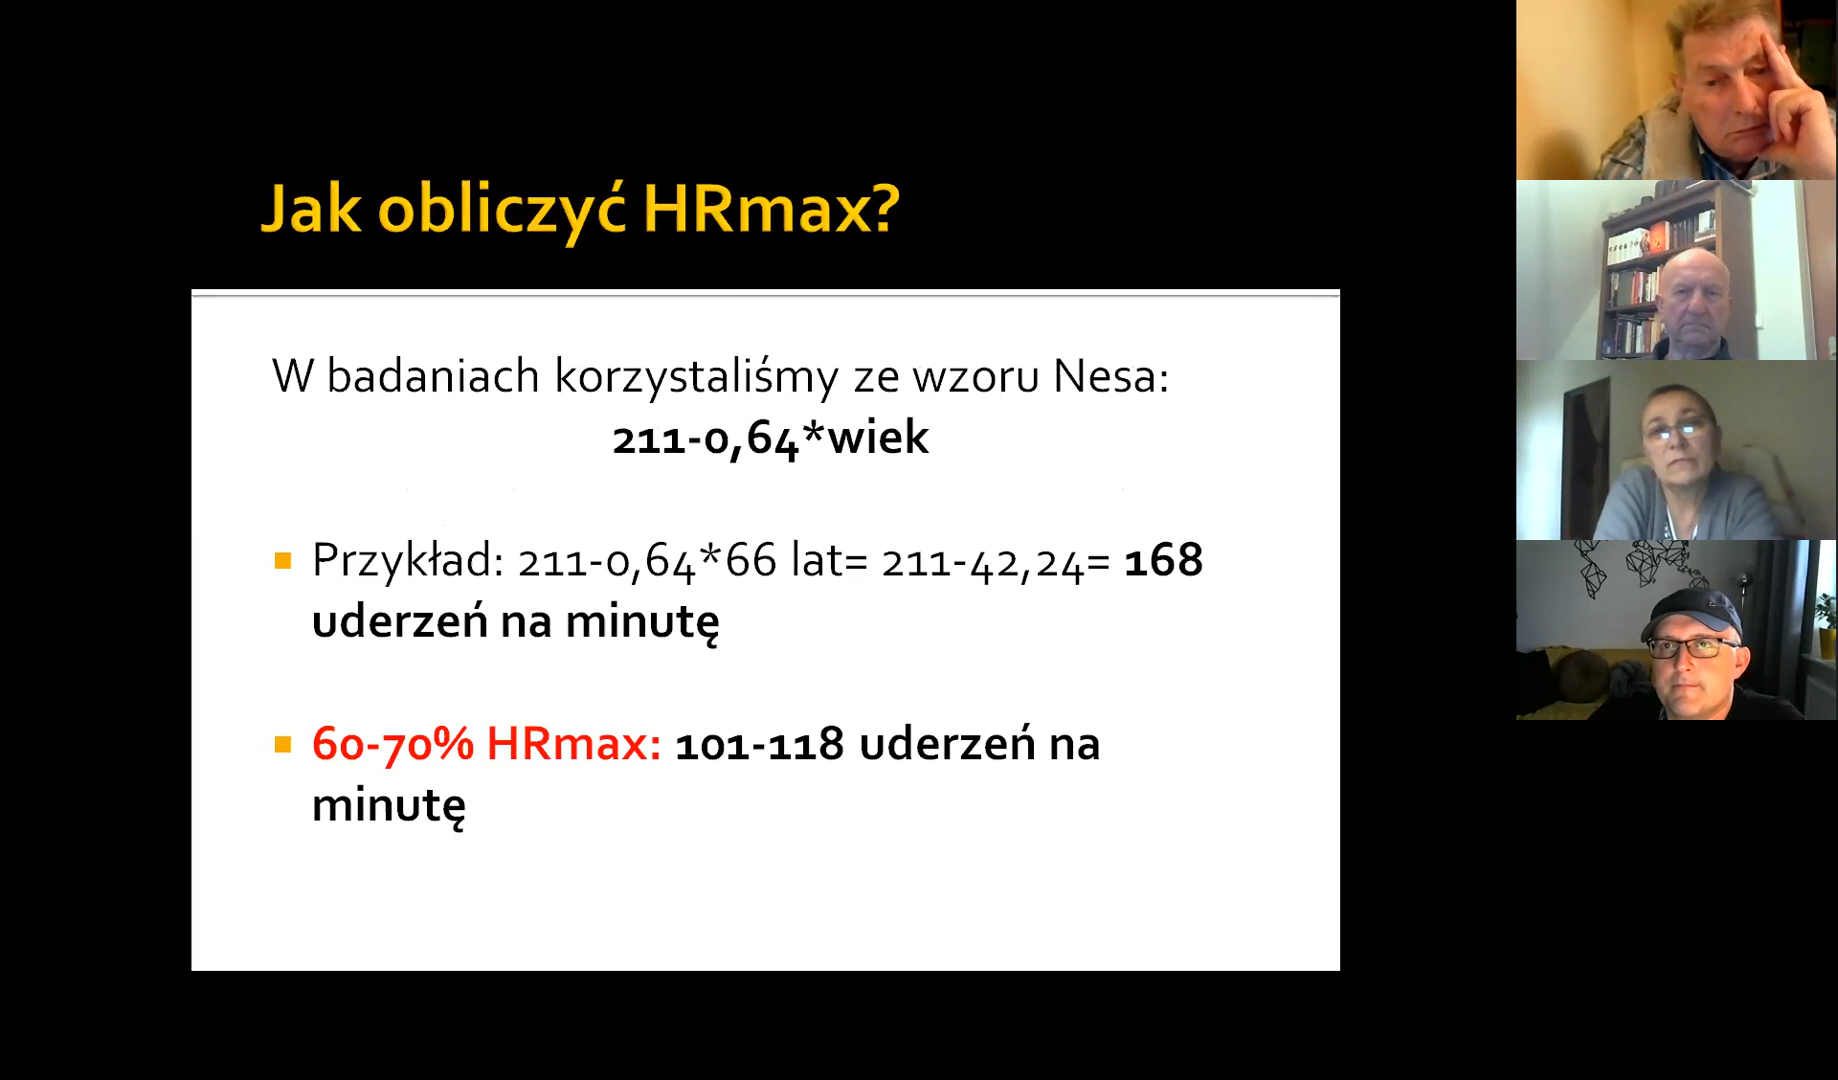 Jak obliczyć HRmax?
W badaniach korzystaliśmy ze wzoru Nesa:
211-0,64*wiek
Przykład: 211-0,64*66 lat= 211-42,24= 168
uderzeń na minutę
60-70% HRmax: 101-118 uderzeń na
minutę